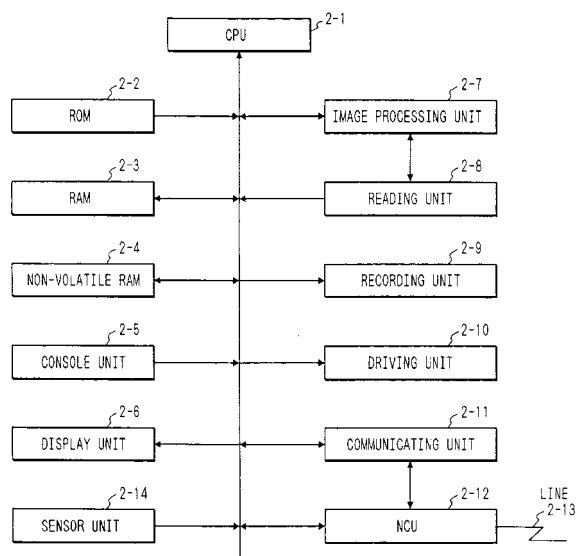 2-1
CPU
2-2
ROM
2-7
IMAGE PROCESSING UNIT
2-3
RAM
2-8
READING UNIT
2-4
NON-VOLATILE RAM
2-9
RECORDING UNIT
2-5
CONSOLE UNIT
2-10
DRIVING UNIT
2-6
DISPLAY UNIT
2-11
COMMUNICATING UNIT
2-14
SENSOR UNIT
2-12
NCU
LINE
2-13